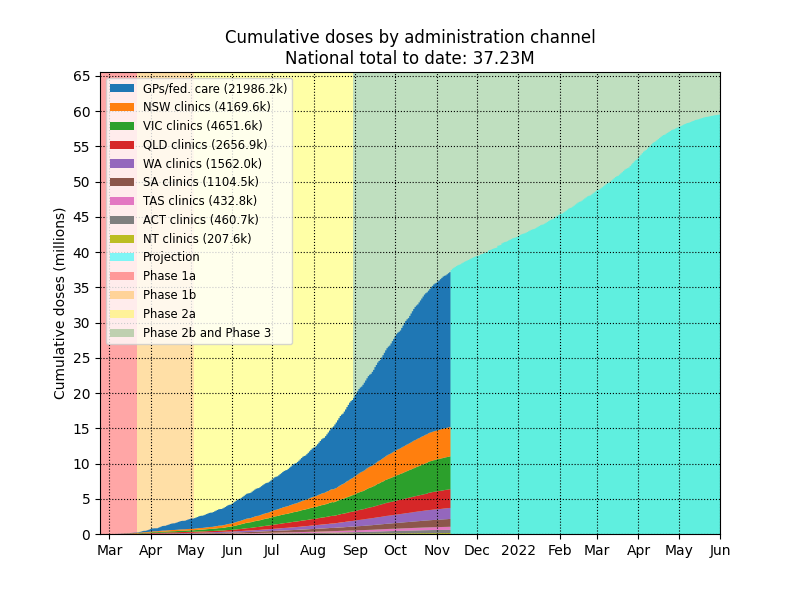 Cumulative doses by administration channel
National total to date: 37.23M
Cumulative doses (millions)
65
60
55
50
45
40
35
30
25
20
15
10
5
0
GPs/fed. care (21986.2k)
NSW clinics (4169.6k)
VIC clinics (4651.6k)
QLD clinics (2656.9k)
WA clinics (1562.0k)
SA clinics (1104.5k)
TAS clinics (432.8k)
ACT clinics (460.7k)
NT clinics (207.6k)
Projection
Phase 1a
Phase 1b
Phase 2a
Phase 2b and Phase 3
Mar Apr May Jun Jul Aug Sep Oct Nov Dec 2022 Feb Mar Apr May Jun